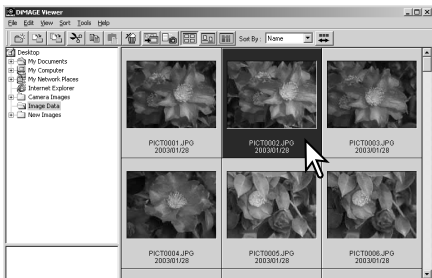 DiMAGE Viewer
File Edit View Sort Tools Help
Sort By : Name
Desktop
My Documents
My Computer
My Network Places
Internet Explorer
Camera Images
Image Data
New Images
PICT0001.JPG PICT0002.JPG PICT0003.JPG
2003/01/28 2003/01/28 2003/01/28
PICT0004.JPG PICT0005.JPG PICT0006.JPG
2003/01/28 2003/01/28 2003/01/28